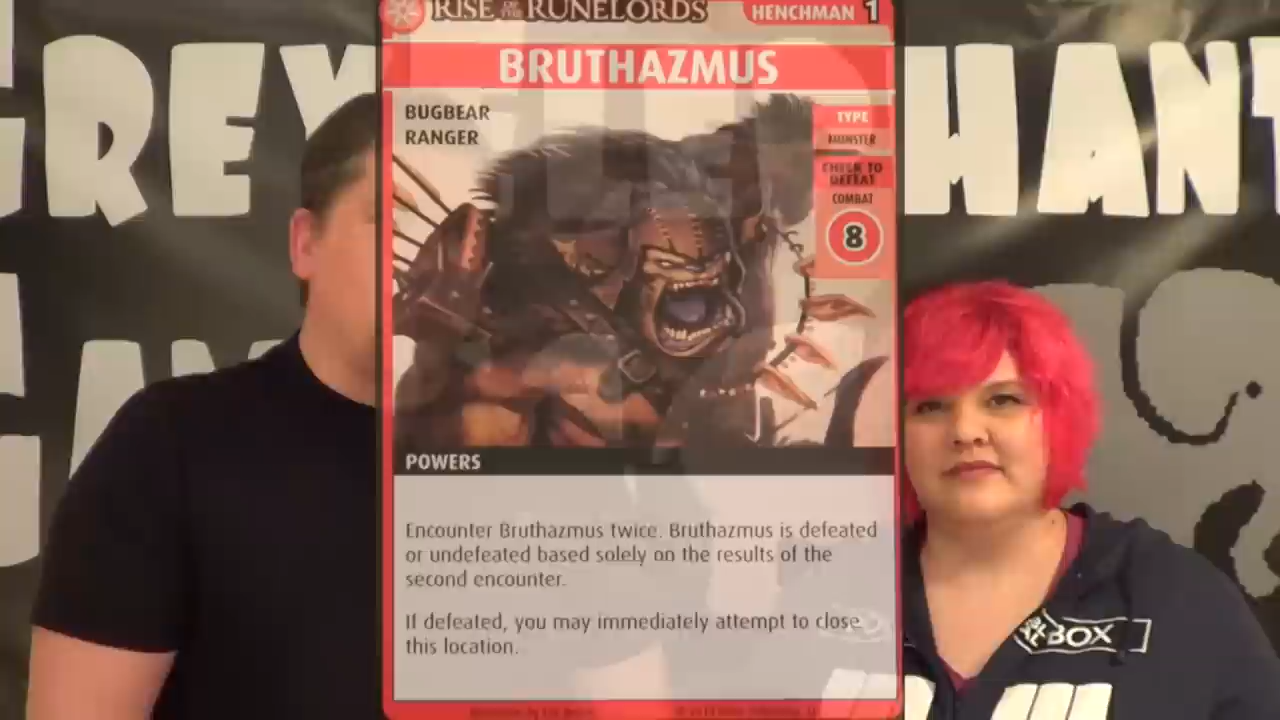 RISE OF THE RUNELORDS
HENCHMAN 1
BRUTHAZMUS
BUGBEAR
RANGER
TYPE
MONSTER
CHECK TO
DEFEAT
COMBAT
8
POWERS
Encounter Bruthazmus twice. Bruthazmus is defeated
or undefeated based solely on the results of the
second encounter.
If defeated, you may immediately attempt to close
this location.
GREY
HANT
BOX